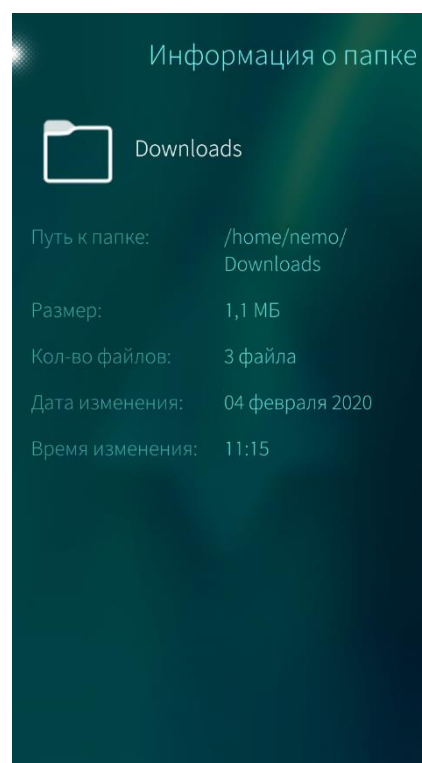 Информация о папке
Downloads
Путь к папке: /home/nemo/
Downloads
Размер: 1,1 МБ
Кол-во файлов: 3 файла
Дата изменения: 04 февраля 2020
Время изменения: 11:15